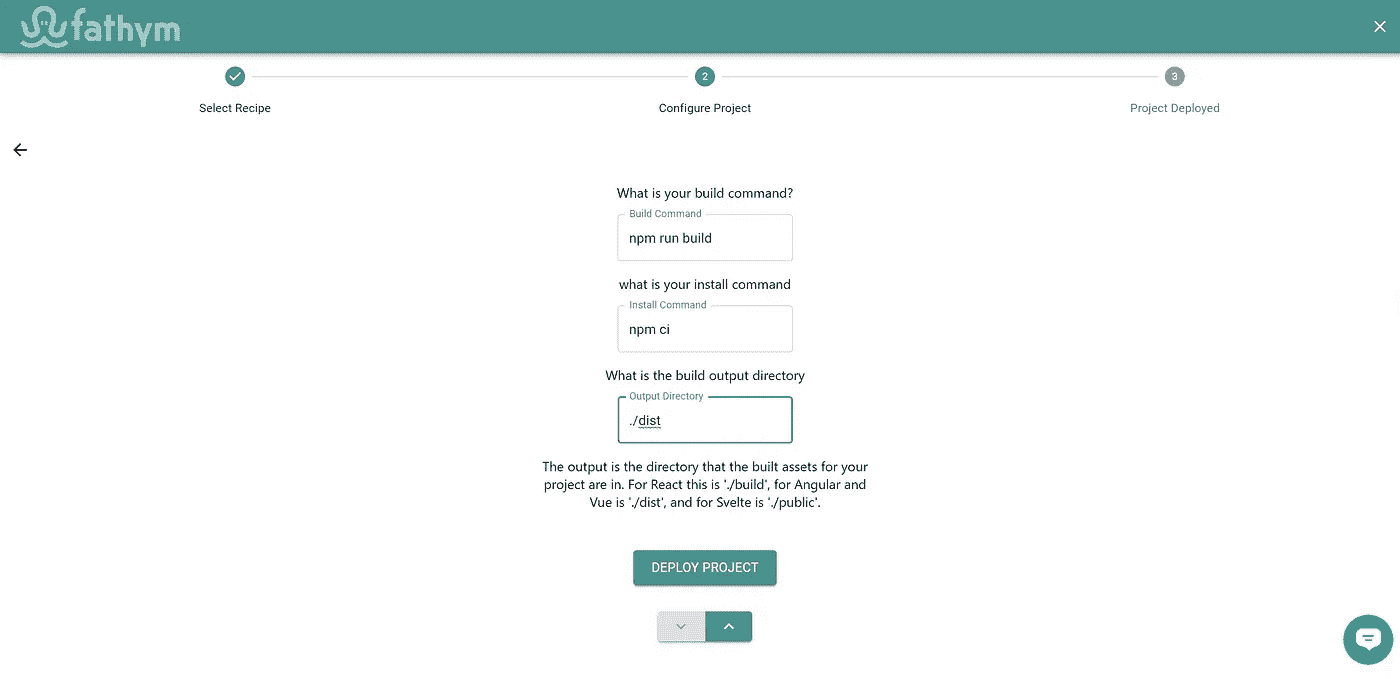 fathym
2
3
Select Recipe
Configure Project
Project Deployed
What is your build command?
Build Command
npm run build
what is your install command
Install Command
npm ci
What is the build output directory
Output Directory
./dist
The output is the directory that the built assets for your
project are in. For React this is './build', for Angular and
Vue is './dist', and for Svelte is './public'.
DEPLOY PROJECT